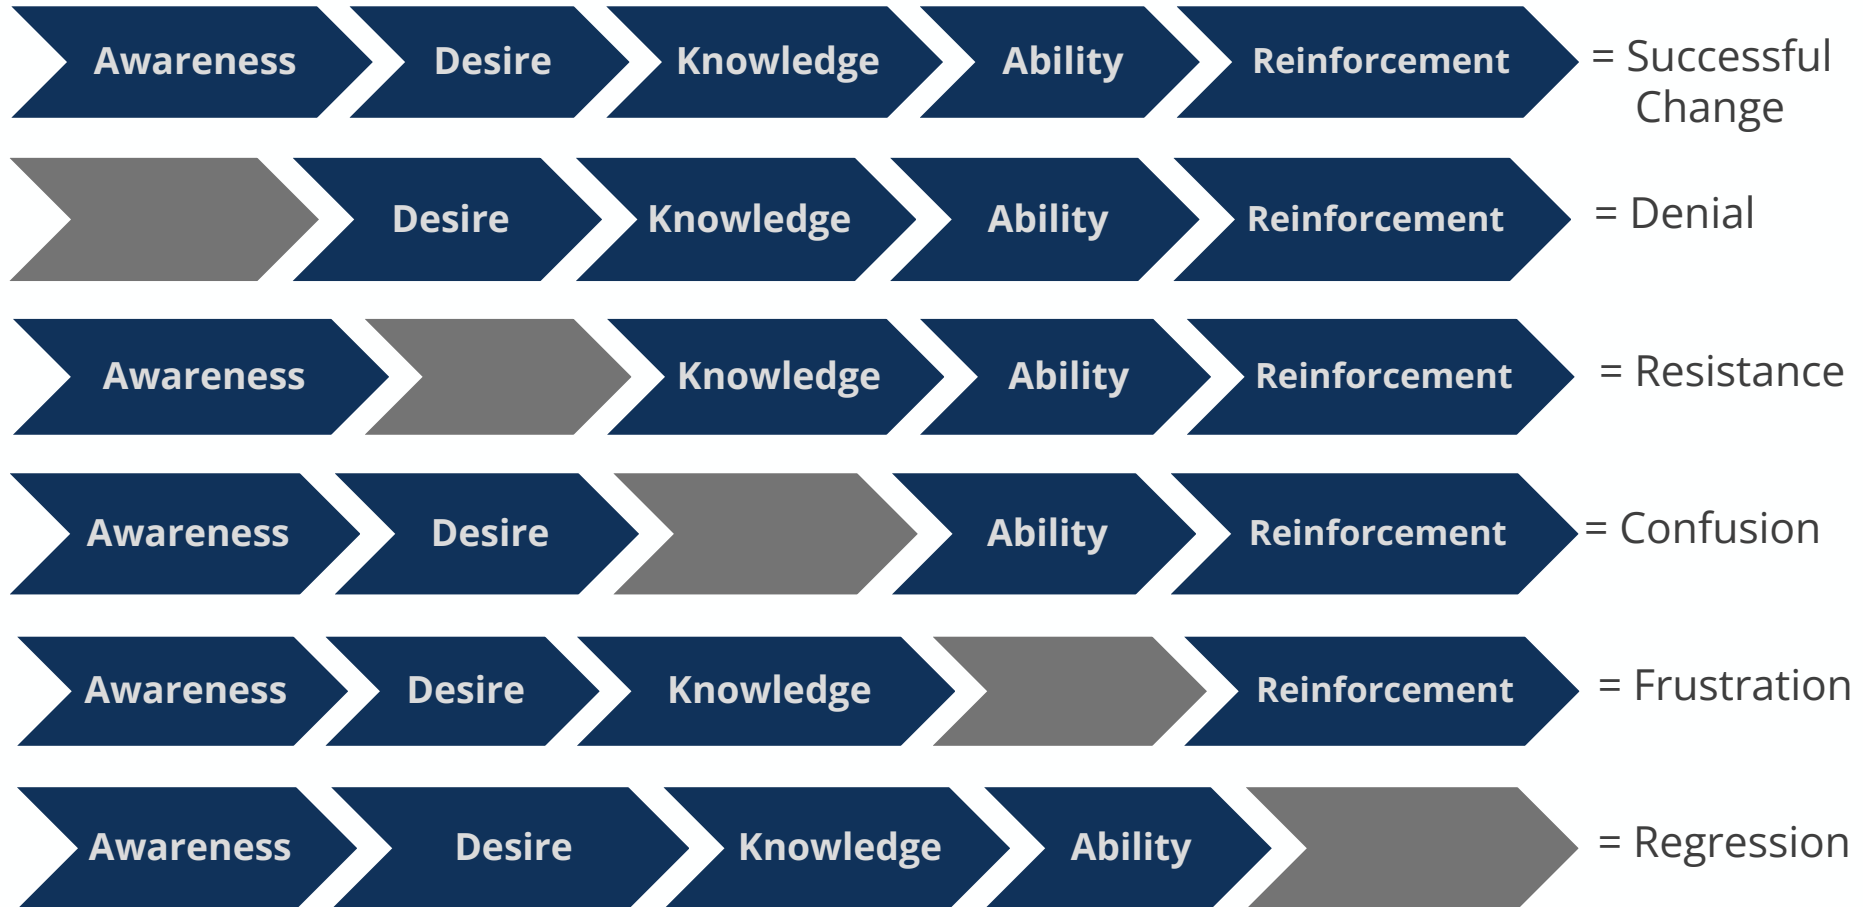 Awareness Desire Knowledge Ability Reinforcement = Successful
Change
Desire Knowledge Ability Reinforcement = Denial
Awareness Knowledge Ability Reinforcement = Resistance
Awareness Desire Ability Reinforcement = Confusion
Awareness Desire Knowledge Reinforcement = Frustration
Awareness Desire Knowledge Ability = Regression